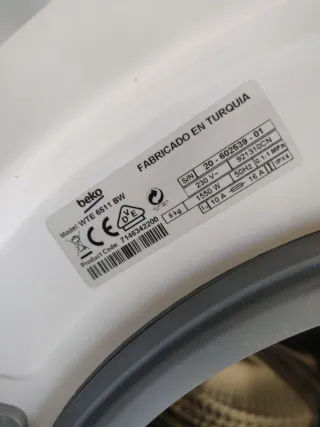 beko
Model: WTE 6511 BW
Product Code: 7146342200
FABRICADO EN TURQUIA
S/N 20 - 602539 - 01
230 V~ 921310CN
6 kg 1550 W 50Hz 0,1-1 MPa
10 A 16 A IPX4